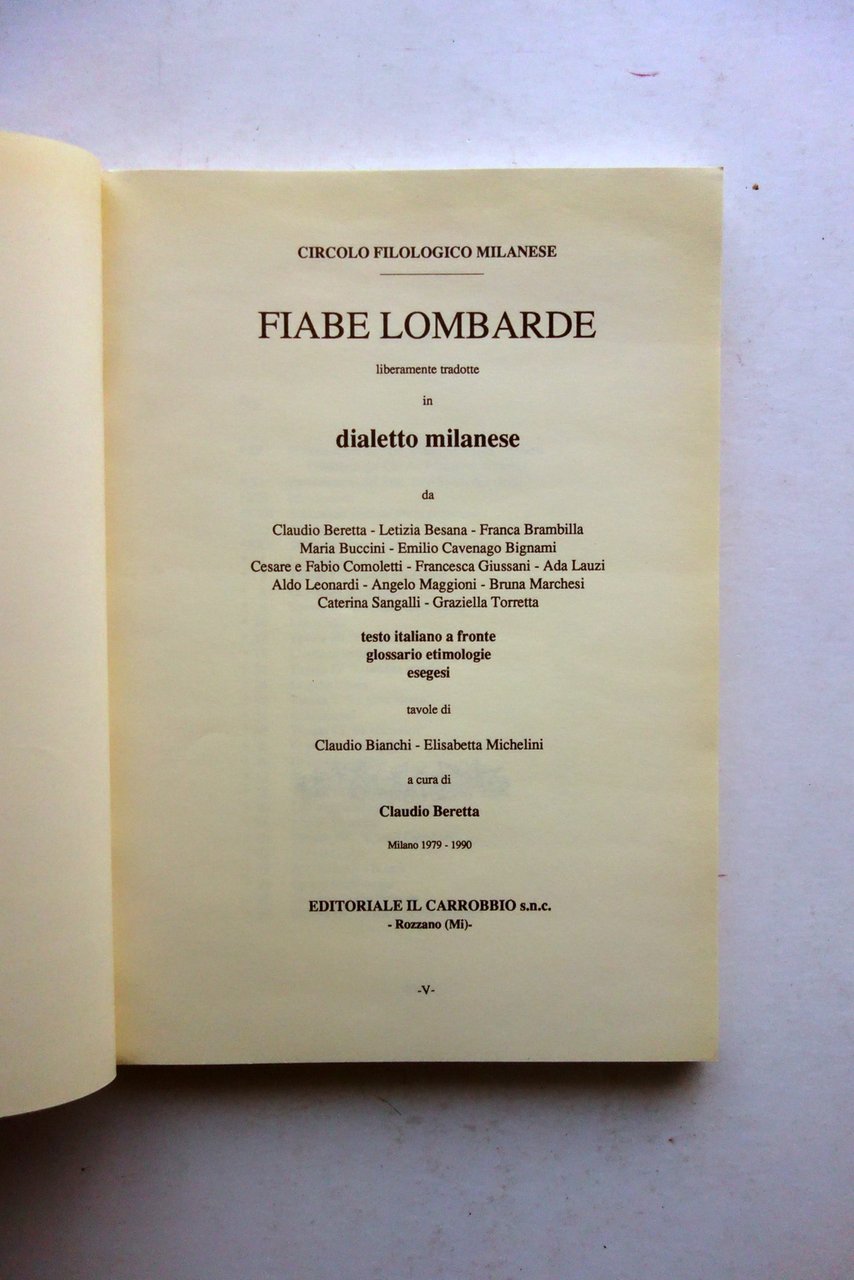 CIRCOLO FILOLOGICO MILANESE
FIABE LOMBARDE
liberamente tradotte
in
dialetto milanese
da
Claudio Beretta - Letizia Besana - Franca Brambilla
Maria Buccini - Emilio Cavenago Bignami
Cesare e Fabio Comoletti - Francesca Giussani - Ada Lauzi
Aldo Leonardi - Angelo Maggioni - Bruna Marchesi
Caterina Sangalli - Graziella Torretta
testo italiano a fronte
glossario etimologie
esegesi
tavole di
Claudio Bianchi - Elisabetta Michelini
a cura di
Claudio Beretta
Milano 1979 - 1990
EDITORIALE IL CARROBBIO s.n.c.
- Rozzano (Mi)-
-V-